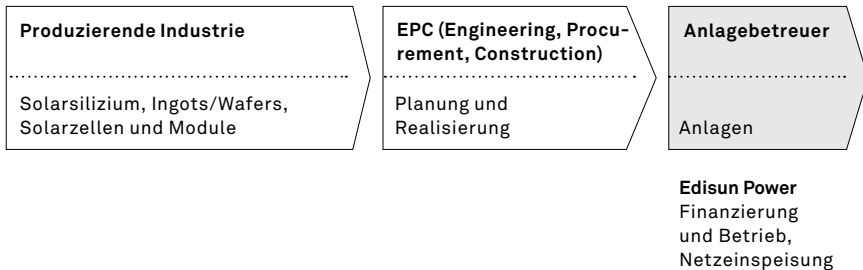 Produzierende Industrie
Solarsilizium, Ingots/Wafers,
Solarzellen und Module
EPC (Engineering, Procu-
rement, Construction)
Planung und
Realisierung
Anlagebetreuer
Anlagen
Edisun Power
Finanzierung
und Betrieb,
Netzeinspeisung